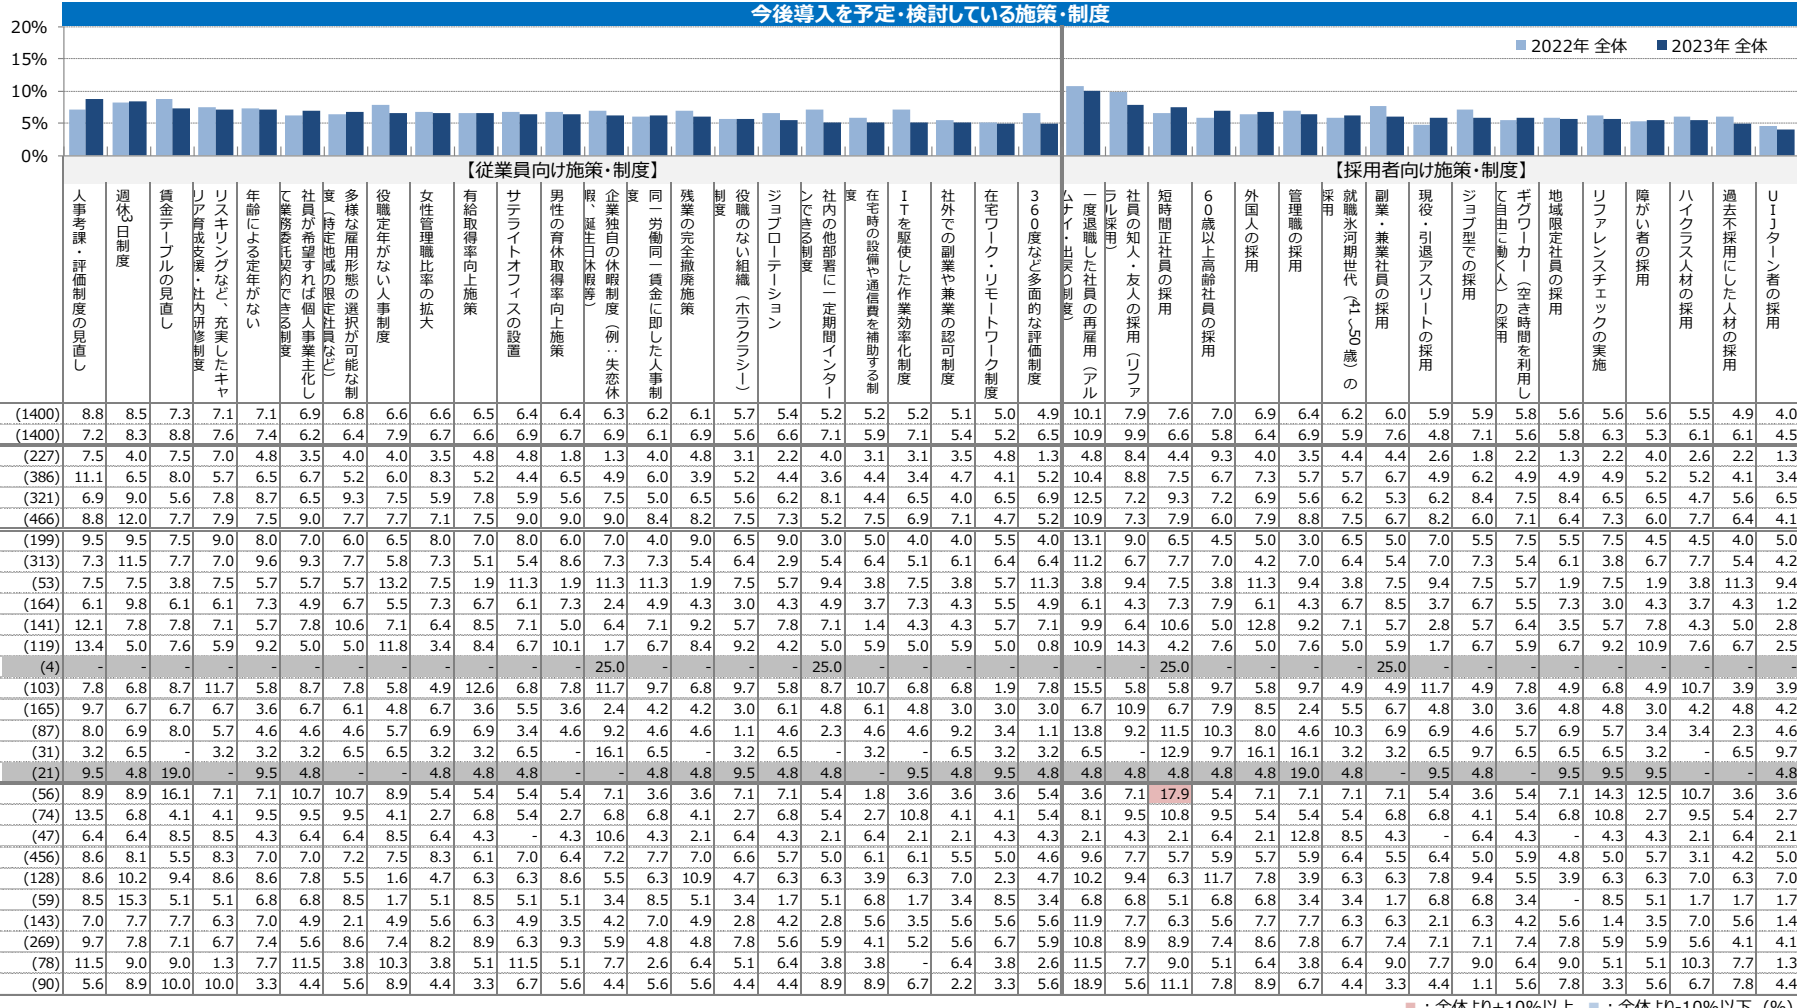 今後導入を予定・検討している施策・制度
20%
15%
10%
5%
0%
2022年 全体 2023年 全体
【従業員向け施策・制度】 【採用者向け施策・制度】
人事考課・評価制度の見直し
週休3日制度
賃金テーブルの見直し
リスキリングなど、充実したキャ
リア育成支援・社内研修制度
年齢による定年がない
社員が希望すれば個人事業主化し
て業務委託契約できる制度
多様な雇用形態の選択が可能な制
度（特定地域の限定社員など）
役職定年がない人事制度
女性管理職比率の拡大
有給取得率向上施策
サテライトオフィスの設置
男性の育休取得率向上施策
企業独自の休暇制度（例：失恋休
暇、誕生日休暇等）
同一労働同一賃金に即した人事制
度
残業の完全撤廃施策
役職のない組織（ホラクラシー）
制度
ジョブローテーション
社内の他部署に一定期間インター
ンできる制度
在宅時の設備や通信費を補助する制
度
ITを駆使した作業効率化制度
社外での副業や兼業の認可制度
在宅ワーク・リモートワーク制度
360度など多面的な評価制度
一度退職した社員の再雇用（アル
ムナイ・出戻り制度）
社員の知人・友人の採用（リファ
ラル採用）
短時間正社員の採用
60歳以上高齢社員の採用
外国人の採用
管理職の採用
就職氷河期世代（41～50歳）の
採用
副業・兼業社員の採用
現役・引退アスリートの採用
ジョブ型での採用
ギグワーカー（空き時間を利用し
て自由に働く人）の採用
地域限定社員の採用
リファレンスチェックの実施
障がい者の採用
ハイクラス人材の採用
過去不採用にした人材の採用
UIJターン者の採用
(1400) 8.8 8.5 7.3 7.1 7.1 6.9 6.8 6.6 6.6 6.5 6.4 6.4 6.3 6.2 6.1 5.7 5.4 5.2 5.2 5.2 5.1 5.0 4.9 10.1 7.9 7.6 7.0 6.9 6.4 6.2 6.0 5.9 5.9 5.8 5.6 5.6 5.6 5.5 4.9 4.0
(1400) 7.2 8.3 8.8 7.6 7.4 6.2 6.4 7.9 6.7 6.6 6.9 6.7 6.9 6.1 6.9 5.6 6.6 7.1 5.9 7.1 5.4 5.2 6.5 10.9 9.9 6.6 5.8 6.4 6.9 5.9 7.6 4.8 7.1 5.6 5.8 6.3 5.3 6.1 6.1 4.5
(227) 7.5 4.0 7.5 7.0 4.8 3.5 4.0 4.0 3.5 4.8 4.8 1.8 1.3 4.0 4.8 3.1 2.2 4.0 3.1 3.1 3.5 4.8 1.3 4.8 8.4 4.4 9.3 4.0 3.5 4.4 4.4 2.6 1.8 2.2 1.3 2.2 4.0 2.6 2.2 1.3
(386) 11.1 6.5 8.0 5.7 6.5 6.7 5.2 6.0 8.3 5.2 4.4 6.5 4.9 6.0 3.9 5.2 4.4 3.6 4.4 3.4 4.7 4.1 5.2 10.4 8.8 7.5 6.7 7.3 5.7 5.7 6.7 4.9 6.2 4.9 4.9 4.9 5.2 5.2 4.1 3.4
(321) 6.9 9.0 5.6 7.8 8.7 6.5 9.3 7.5 5.9 7.8 5.9 5.6 7.5 5.0 6.5 5.6 6.2 8.1 4.4 6.5 4.0 6.5 6.9 12.5 7.2 9.3 7.2 6.9 5.6 6.2 5.3 6.2 8.4 7.5 8.4 6.5 6.5 4.7 5.6 6.5
(466) 8.8 12.0 7.7 7.9 7.5 9.0 7.7 7.7 7.1 7.5 9.0 9.0 9.0 8.4 8.2 7.5 7.3 5.2 7.5 6.9 7.1 4.7 5.2 10.9 7.3 7.9 6.0 7.9 8.8 7.5 6.7 8.2 6.0 7.1 6.4 7.3 6.0 7.7 6.4 4.1
(199) 9.5 9.5 7.5 9.0 8.0 7.0 6.0 6.5 8.0 7.0 8.0 6.0 7.0 4.0 9.0 6.5 9.0 3.0 5.0 4.0 4.0 5.5 4.0 13.1 9.0 6.5 4.5 5.0 3.0 6.5 5.0 7.0 5.5 7.5 5.5 7.5 4.5 4.5 4.0 5.0
(313) 7.3 11.5 7.7 7.0 9.6 9.3 7.7 5.8 7.3 5.1 5.4 8.6 7.3 7.3 5.4 6.4 2.9 5.4 6.4 5.1 6.1 6.4 6.4 11.2 6.7 7.7 7.0 4.2 7.0 6.4 5.4 7.0 7.3 5.4 6.1 3.8 6.7 7.7 5.4 4.2
(53) 7.5 7.5 3.8 7.5 5.7 5.7 5.7 13.2 7.5 1.9 11.3 1.9 11.3 11.3 1.9 7.5 5.7 9.4 3.8 7.5 3.8 5.7 11.3 3.8 9.4 7.5 3.8 11.3 9.4 3.8 7.5 9.4 7.5 5.7 1.9 7.5 1.9 3.8 11.3 9.4
(164) 6.1 9.8 6.1 6.1 7.3 4.9 6.7 5.5 7.3 6.7 6.1 7.3 2.4 4.9 4.3 3.0 4.3 4.9 3.7 7.3 4.3 5.5 4.9 6.1 4.3 7.3 7.9 6.1 4.3 6.7 8.5 3.7 6.7 5.5 7.3 3.0 4.3 3.7 4.3 1.2
(141) 12.1 7.8 7.8 7.1 5.7 7.8 10.6 7.1 6.4 8.5 7.1 5.0 6.4 7.1 9.2 5.7 7.8 7.1 1.4 4.3 4.3 5.7 7.1 9.9 6.4 10.6 5.0 12.8 9.2 7.1 5.7 2.8 5.7 6.4 3.5 5.7 7.8 4.3 5.0 2.8
(119) 13.4 5.0 7.6 5.9 9.2 5.0 5.0 11.8 3.4 8.4 6.7 10.1 1.7 6.7 8.4 9.2 4.2 5.0 5.9 5.0 5.9 5.0 0.8 10.9 14.3 4.2 7.6 5.0 7.6 5.0 5.9 1.7 6.7 5.9 6.7 9.2 10.9 7.6 6.7 2.5
(4) - - - - - - - - - - - - 25.0 - - - - 25.0 - - - - - - - 25.0 - - - - 25.0 - - - - - - - - -
(103) 7.8 6.8 8.7 11.7 5.8 8.7 7.8 5.8 4.9 12.6 6.8 7.8 11.7 9.7 6.8 9.7 5.8 8.7 10.7 6.8 6.8 1.9 7.8 15.5 5.8 5.8 9.7 5.8 9.7 4.9 4.9 11.7 4.9 7.8 4.9 6.8 4.9 10.7 3.9 3.9
(165) 9.7 6.7 6.7 6.7 3.6 6.7 6.1 4.8 6.7 3.6 5.5 3.6 2.4 4.2 4.2 3.0 6.1 4.8 6.1 4.8 3.0 3.0 3.0 6.7 10.9 6.7 7.9 8.5 2.4 5.5 6.7 4.8 3.0 3.6 4.8 4.8 3.0 4.2 4.8 4.2
(87) 8.0 6.9 8.0 5.7 4.6 4.6 4.6 5.7 6.9 6.9 3.4 4.6 9.2 4.6 4.6 1.1 4.6 2.3 4.6 4.6 9.2 3.4 1.1 13.8 9.2 11.5 10.3 8.0 4.6 10.3 6.9 6.9 4.6 5.7 6.9 5.7 3.4 3.4 2.3 4.6
(31) 3.2 6.5 - 3.2 3.2 3.2 6.5 6.5 3.2 3.2 6.5 - 16.1 6.5 - 3.2 6.5 - 3.2 - 6.5 3.2 3.2 6.5 - 12.9 9.7 16.1 16.1 3.2 3.2 6.5 9.7 6.5 6.5 6.5 3.2 - 6.5 9.7
(21) 9.5 4.8 19.0 - 9.5 4.8 - - 4.8 4.8 4.8 - - 4.8 4.8 9.5 4.8 4.8 - 9.5 4.8 9.5 4.8 4.8 4.8 4.8 4.8 4.8 19.0 4.8 - 9.5 4.8 - 9.5 9.5 9.5 - - 4.8
(56) 8.9 8.9 16.1 7.1 7.1 10.7 10.7 8.9 5.4 5.4 5.4 5.4 7.1 3.6 3.6 7.1 7.1 5.4 1.8 3.6 3.6 3.6 5.4 3.6 7.1 17.9 5.4 7.1 7.1 7.1 7.1 5.4 3.6 5.4 7.1 14.3 12.5 10.7 3.6 3.6
(74) 13.5 6.8 4.1 4.1 9.5 9.5 9.5 4.1 2.7 6.8 5.4 2.7 6.8 6.8 4.1 2.7 6.8 5.4 2.7 10.8 4.1 4.1 5.4 8.1 9.5 10.8 9.5 5.4 5.4 5.4 6.8 6.8 4.1 5.4 6.8 10.8 2.7 9.5 5.4 2.7
(47) 6.4 6.4 8.5 8.5 4.3 6.4 6.4 8.5 6.4 4.3 - 4.3 10.6 4.3 2.1 6.4 4.3 2.1 6.4 2.1 2.1 4.3 4.3 2.1 4.3 2.1 6.4 2.1 12.8 8.5 4.3 - 6.4 4.3 - 4.3 4.3 2.1 6.4 2.1
(456) 8.6 8.1 5.5 8.3 7.0 7.0 7.2 7.5 8.3 6.1 7.0 6.4 7.2 7.7 7.0 6.6 5.7 5.0 6.1 6.1 5.5 5.0 4.6 9.6 7.7 5.7 5.9 5.7 5.9 6.4 5.5 6.4 5.0 5.9 4.8 5.0 5.7 3.1 4.2 5.0
(128) 8.6 10.2 9.4 8.6 8.6 7.8 5.5 1.6 4.7 6.3 6.3 8.6 5.5 6.3 10.9 4.7 6.3 6.3 3.9 6.3 7.0 2.3 4.7 10.2 9.4 6.3 11.7 7.8 3.9 6.3 6.3 7.8 9.4 5.5 3.9 6.3 6.3 7.0 6.3 7.0
(59) 8.5 15.3 5.1 5.1 6.8 6.8 8.5 1.7 5.1 8.5 5.1 5.1 3.4 8.5 5.1 3.4 1.7 5.1 6.8 1.7 3.4 8.5 3.4 6.8 6.8 5.1 6.8 6.8 3.4 3.4 1.7 6.8 6.8 3.4 - 8.5 5.1 1.7 1.7 1.7
(143) 7.0 7.7 7.7 6.3 7.0 4.9 2.1 4.9 5.6 6.3 4.9 3.5 4.2 7.0 4.9 2.8 4.2 2.8 5.6 3.5 5.6 5.6 5.6 11.9 7.7 6.3 5.6 7.7 7.7 6.3 6.3 2.1 6.3 4.2 5.6 1.4 3.5 7.0 5.6 1.4
(269) 9.7 7.8 7.1 6.7 7.4 5.6 8.6 7.4 8.2 8.9 6.3 9.3 5.9 4.8 4.8 7.8 5.6 5.9 4.1 5.2 5.6 6.7 5.9 10.8 8.9 8.9 7.4 8.6 7.8 6.7 7.4 7.1 7.1 7.4 7.8 5.9 5.9 5.6 4.1 4.1
(78) 11.5 9.0 9.0 1.3 7.7 11.5 3.8 10.3 3.8 5.1 11.5 5.1 7.7 2.6 6.4 5.1 6.4 3.8 3.8 - 6.4 3.8 2.6 11.5 7.7 9.0 5.1 6.4 3.8 6.4 9.0 7.7 9.0 6.4 9.0 5.1 5.1 10.3 7.7 1.3
(90) 5.6 8.9 10.0 10.0 3.3 4.4 5.6 8.9 4.4 3.3 6.7 5.6 4.4 5.6 5.6 4.4 4.4 8.9 8.9 6.7 2.2 3.3 5.6 18.9 5.6 11.1 7.8 8.9 6.7 4.4 3.3 4.4 1.1 5.6 7.8 3.3 5.6 6.7 7.8 4.4
：全体より+10%以上 ：全体より-10%以下 (%)